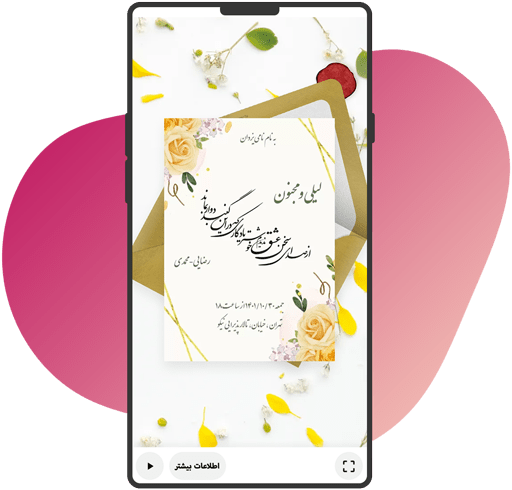 به نام نامی یزدان
لیلی و مجنون
از صدای سخن عشق ندیدم خوشتر
یادگاری که در این گنبد دوار بماند
رضایی-محمدی
جمعه ۱۴۰۱/۱۰/۳۰ از ساعت ۱۸
تهران، خیابان، تالار پذیرایی نیکو
اطلاعات بیشتر